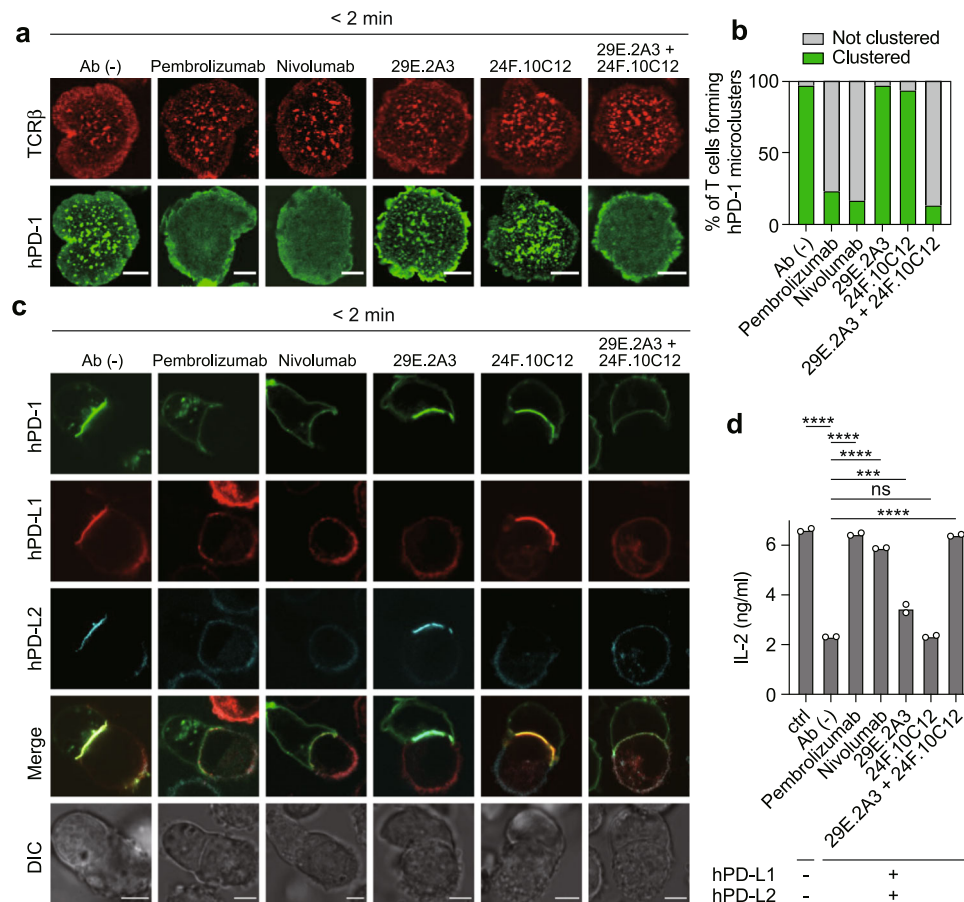 a
< 2 min
Ab (-)
Pembrolizumab
Nivolumab
29E.2A3
24F.10C12
29E.2A3 +
24F.10C12
TCRβ
hPD-1
b
Not clustered
Clustered
% of T cells forming
hPD-1 microclusters
100
50
0
Ab (-)
Pembrolizumab
Nivolumab
29E.2A3
24F.10C12
29E.2A3 + 24F.10C12
c
< 2 min
Ab (-)
Pembrolizumab
Nivolumab
29E.2A3
24F.10C12
29E.2A3 +
24F.10C12
hPD-1
hPD-L1
hPD-L2
Merge
DIC
d
****
****
****
***
ns
****
IL-2 (ng/ml)
6
4
2
0
ctrl
Ab (-)
Pembrolizumab
Nivolumab
29E.2A3
24F.10C12
29E.2A3 + 24F.10C12
hPD-L1 - +
hPD-L2 - +